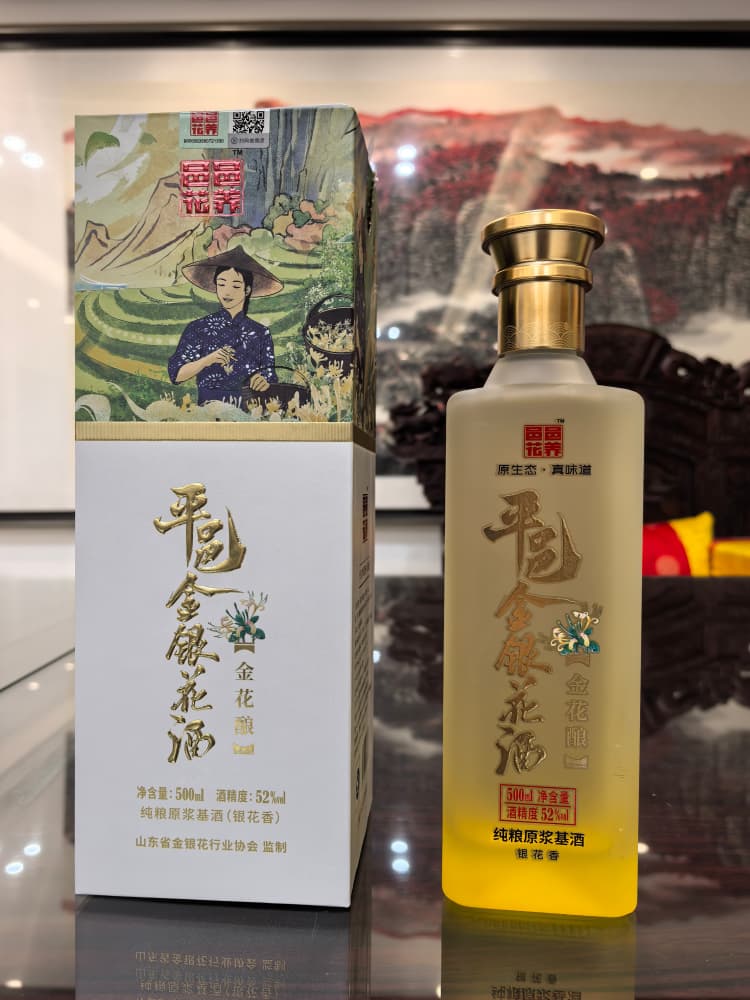 邑养
花
TM
平邑金银花酒
金花酿
净含量:500ml 酒精度:52%vol
纯粮原浆基酒(银花香)
山东省金银花行业协会 监制
邑养
花
TM
原生态·真味道
平邑金银花酒
金花酿
500ml 净含量
酒精度 52%vol
纯粮原浆基酒
银花香